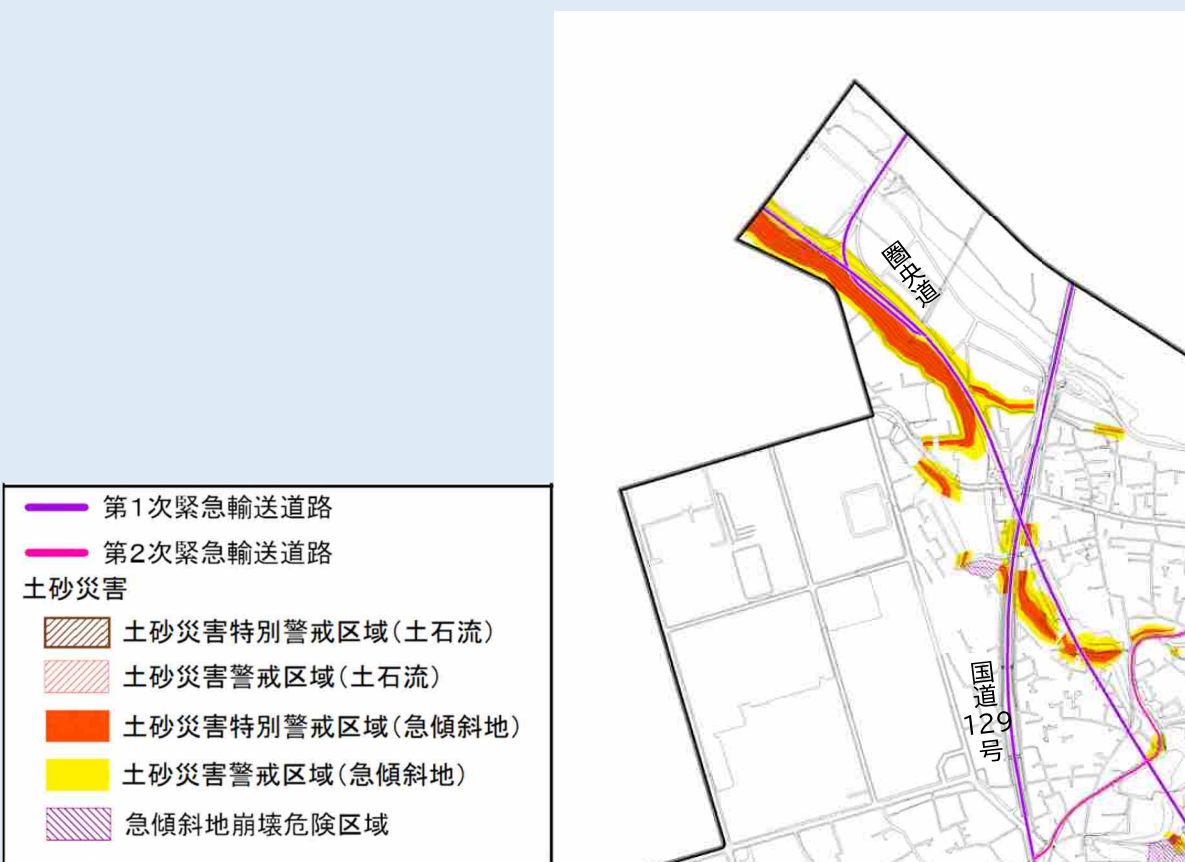 圏央道
第1次緊急輸送道路
第2次緊急輸送道路
土砂災害
土砂災害特別警戒区域(土石流)
土砂災害警戒区域(土石流)
土砂災害特別警戒区域(急傾斜地)
土砂災害警戒区域(急傾斜地)
急傾斜地崩壊危険区域
国道
129
号